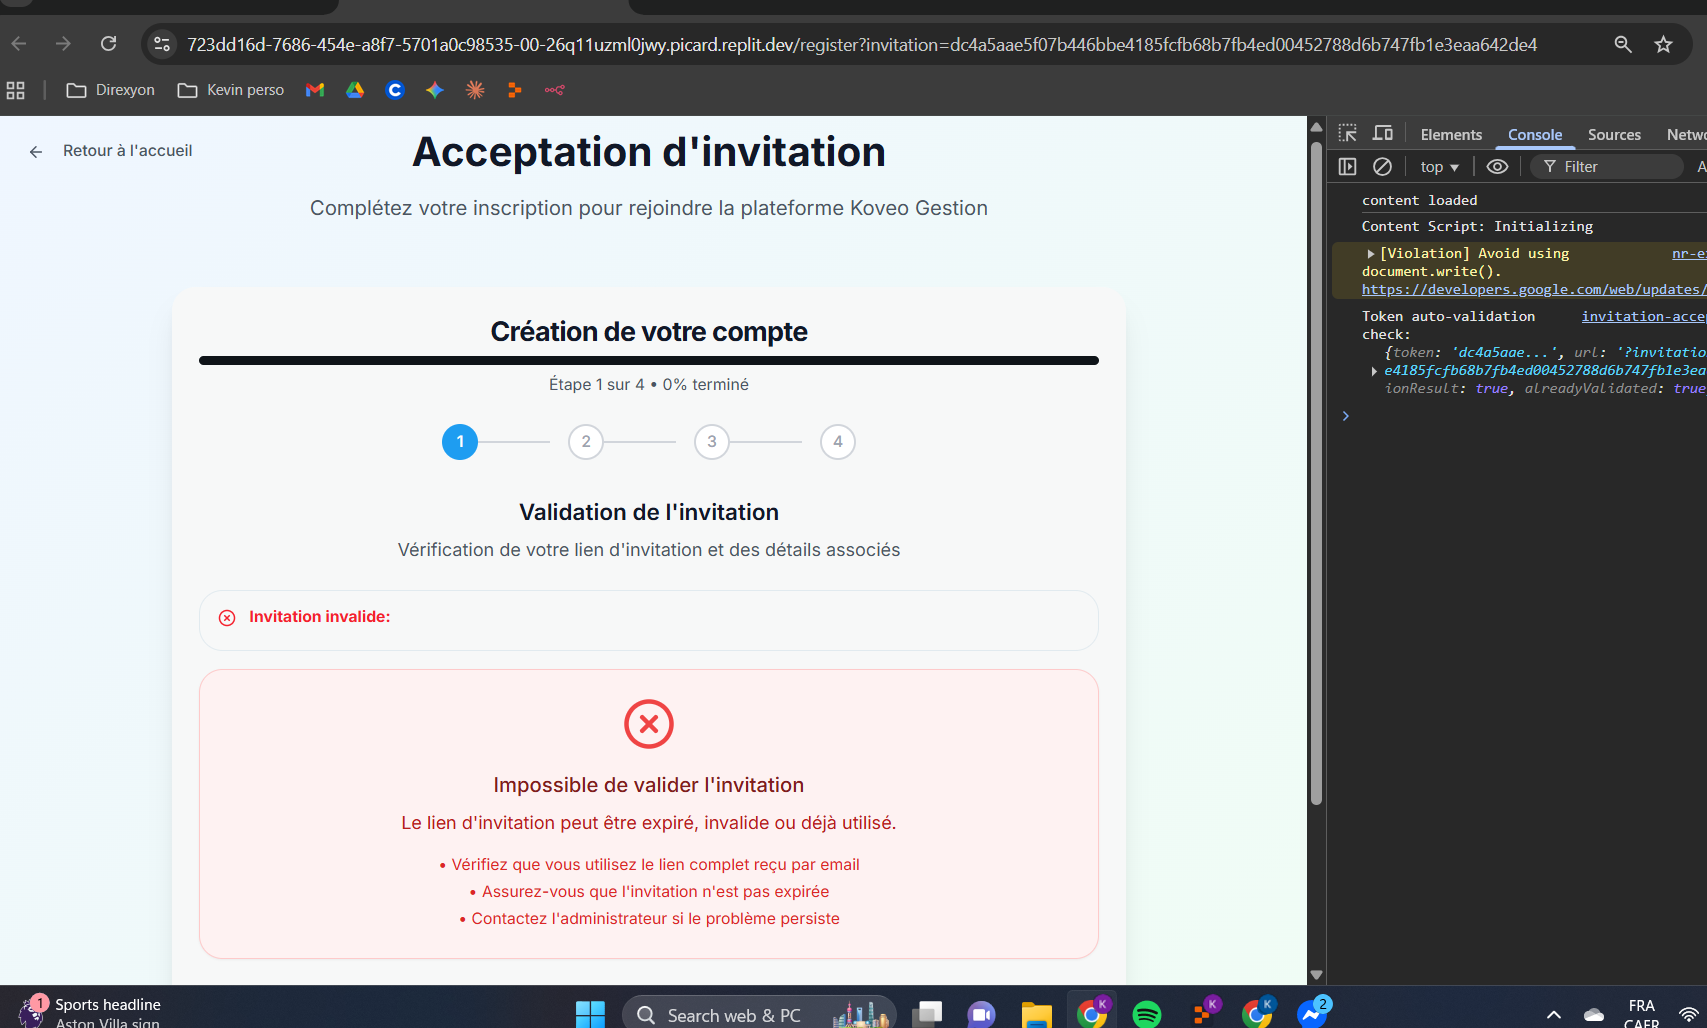 723dd16d-7686-454e-a8f7-5701a0c98535-00-26q11uzml0jwy.picard.replit.dev/register?invitation=dc4a5aae5f07b446bbe4185fcfb68b7fb4ed00452788d6b747fb1e3eaa642de4
Direxyon
Kevin perso
Retour à l'accueil
Acceptation d'invitation
Complétez votre inscription pour rejoindre la plateforme Koveo Gestion
Création de votre compte
Étape 1 sur 4 • 0% terminé
1 2 3 4
Validation de l'invitation
Vérification de votre lien d'invitation et des détails associés
Invitation invalide:
Impossible de valider l'invitation
Le lien d'invitation peut être expiré, invalide ou déjà utilisé.
• Vérifiez que vous utilisez le lien complet reçu par email
• Assurez-vous que l'invitation n'est pas expirée
• Contactez l'administrateur si le problème persiste
Elements Console Sources Netwo
top Filter
content loaded
Content Script: Initializing
[Violation] Avoid using nr-e
document.write().
https://developers.google.com/web/updates/
Token auto-validation invitation-acce
check:
{token: 'dc4a5aae...', url: '?invitatio
e4185fcfb68b7fb4ed00452788d6b747fb1e3ea
ionResult: true, alreadyValidated: true
1
Sports headline
Aston Villa sign
Search web & PC
K
K
K
2
FRA
CAFR